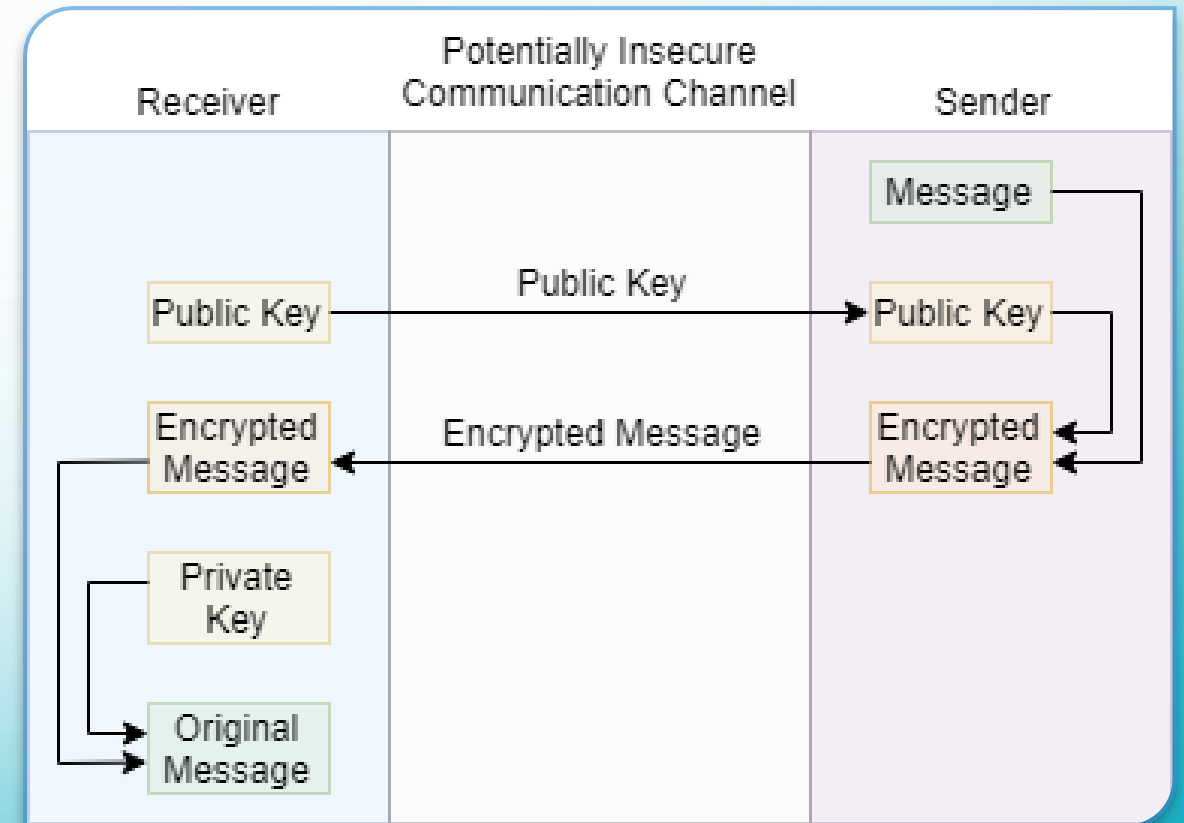 Potentially Insecure
Communication Channel
Receiver
Sender
Message
Public Key
Public Key
Public Key
Encrypted
Message
Encrypted Message
Encrypted
Message
Private
Key
Original
Message